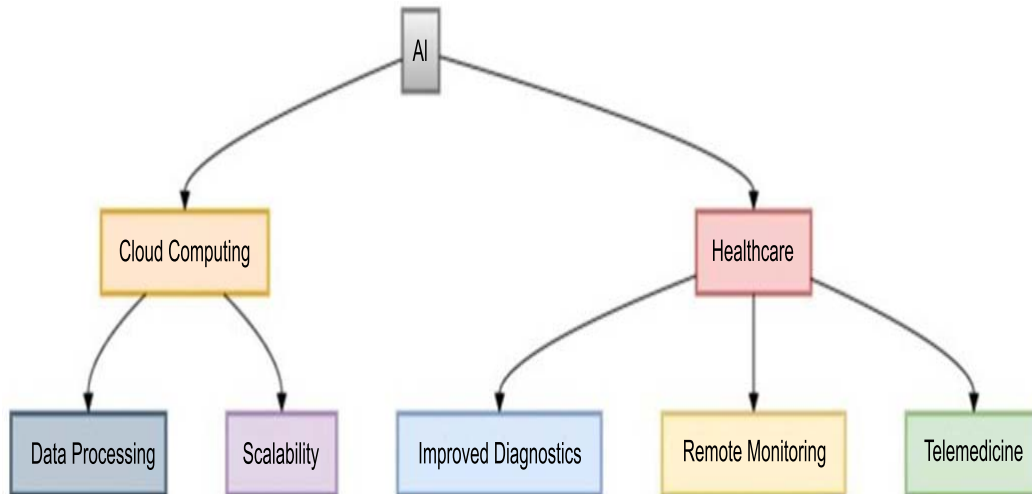 AI
Cloud Computing
Healthcare
Data Processing
Scalability
Improved Diagnostics
Remote Monitoring
Telemedicine